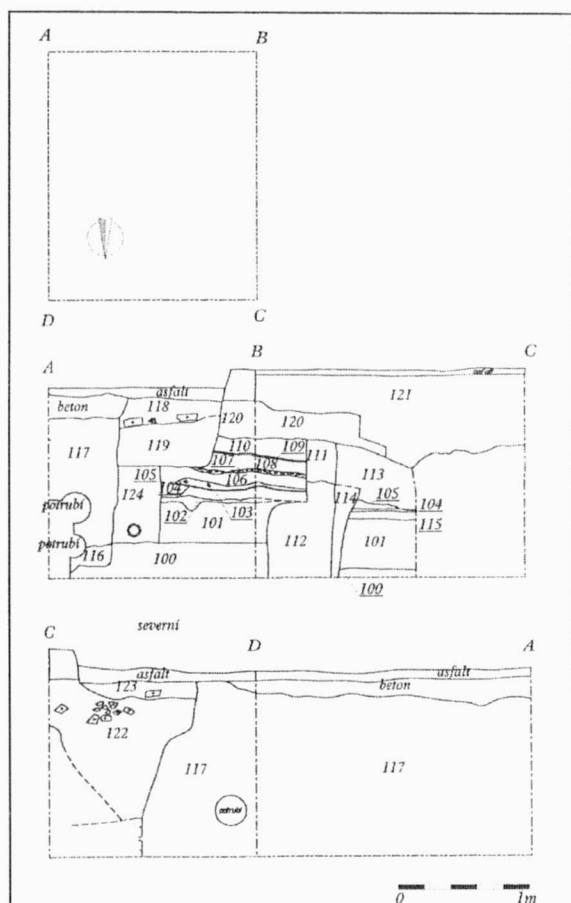 A B
D C
A B C
asfalt
beton 118 121
120 120
117 119 110 109
107 108 111
105 106 113
104 105
124 114 104
potrubí 102 101 103 115
potrubí 112 101
116 100
100
severní
C D A
asfalt asfalt
123 beton
122
117 117
potrubí
0 1m